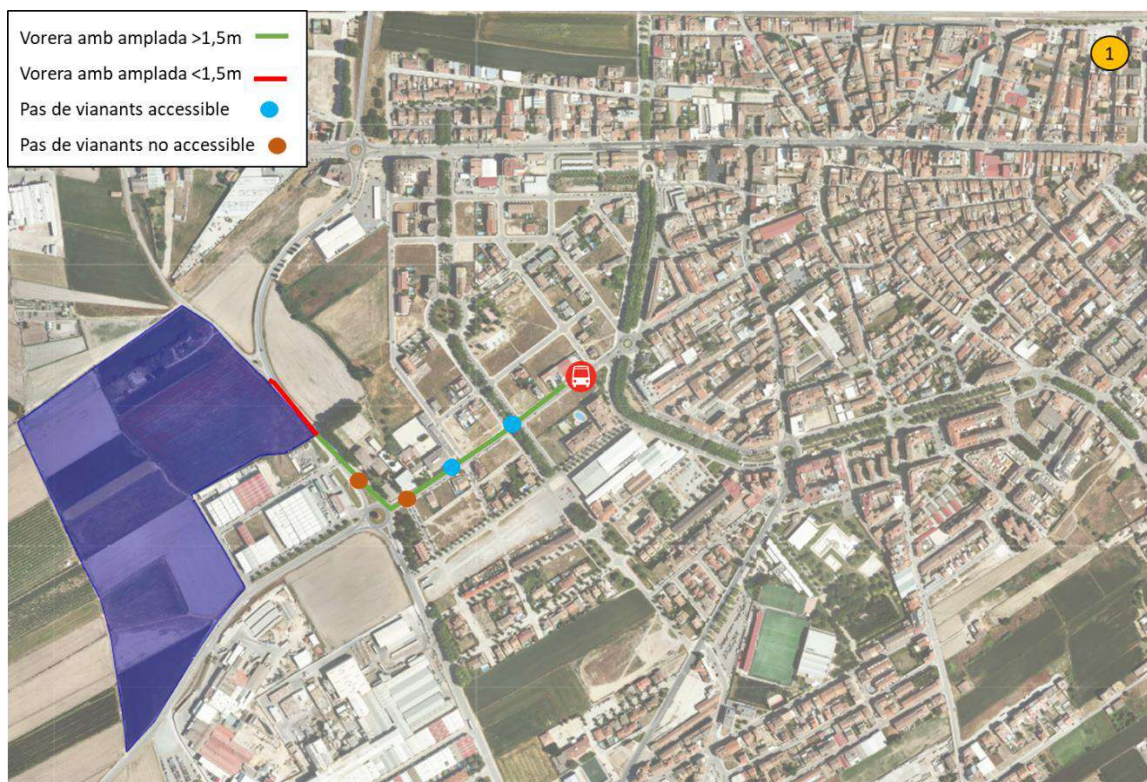 Vorera amb amplada >1,5m
Vorera amb amplada <1,5m
Pas de vianants accessible
Pas de vianants no accessible
1